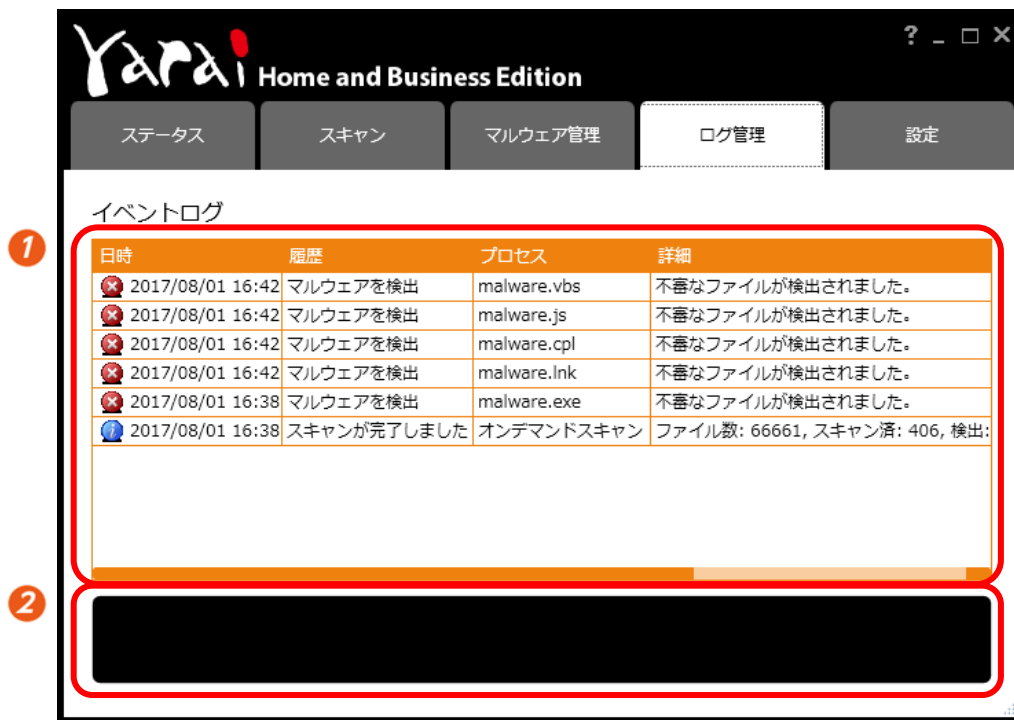 Yarai Home and Business Edition
? _ □ ×
ステータス スキャン マルウェア管理 ログ管理 設定
イベントログ
1
日時 履歴 プロセス 詳細
2017/08/01 16:42 マルウェアを検出 malware.vbs 不審なファイルが検出されました。
2017/08/01 16:42 マルウェアを検出 malware.js 不審なファイルが検出されました。
2017/08/01 16:42 マルウェアを検出 malware.cpl 不審なファイルが検出されました。
2017/08/01 16:42 マルウェアを検出 malware.lnk 不審なファイルが検出されました。
2017/08/01 16:38 マルウェアを検出 malware.exe 不審なファイルが検出されました。
2017/08/01 16:38 スキャンが完了しました オンデマンドスキャン ファイル数: 66661, スキャン済: 406, 検出:
2